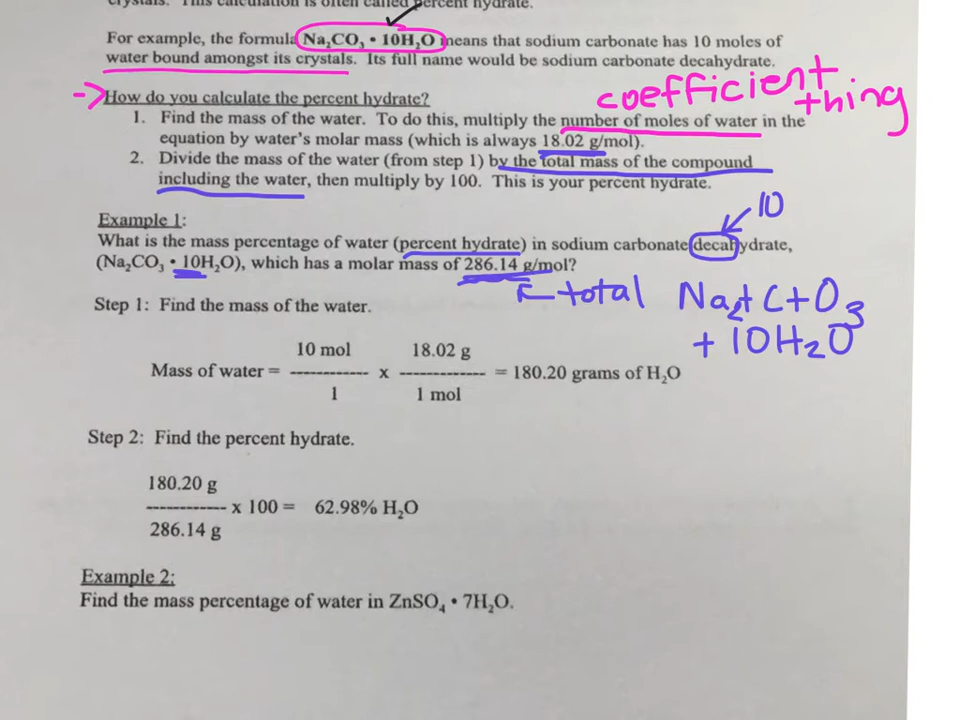 crystals. This calculation is often called percent hydrate.
For example, the formula Na₂CO₃ • 10H₂O means that sodium carbonate has 10 moles of
water bound amongst its crystals. Its full name would be sodium carbonate decahydrate.
How do you calculate the percent hydrate?
coefficient
thing
1. Find the mass of the water. To do this, multiply the number of moles of water in the
equation by water's molar mass (which is always 18.02 g/mol).
2. Divide the mass of the water (from step 1) by the total mass of the compound
including the water, then multiply by 100. This is your percent hydrate.
10
Example 1:
What is the mass percentage of water (percent hydrate) in sodium carbonate decahydrate,
(Na₂CO₃ • 10H₂O), which has a molar mass of 286.14 g/mol?
total Na₂+C+O₃
+ 10H₂O
Step 1: Find the mass of the water.
10 mol 18.02 g
Mass of water = ------------ x ------------- = 180.20 grams of H₂O
1 1 mol
Step 2: Find the percent hydrate.
180.20 g
------------ x 100 = 62.98% H₂O
286.14 g
Example 2:
Find the mass percentage of water in ZnSO₄ • 7H₂O.